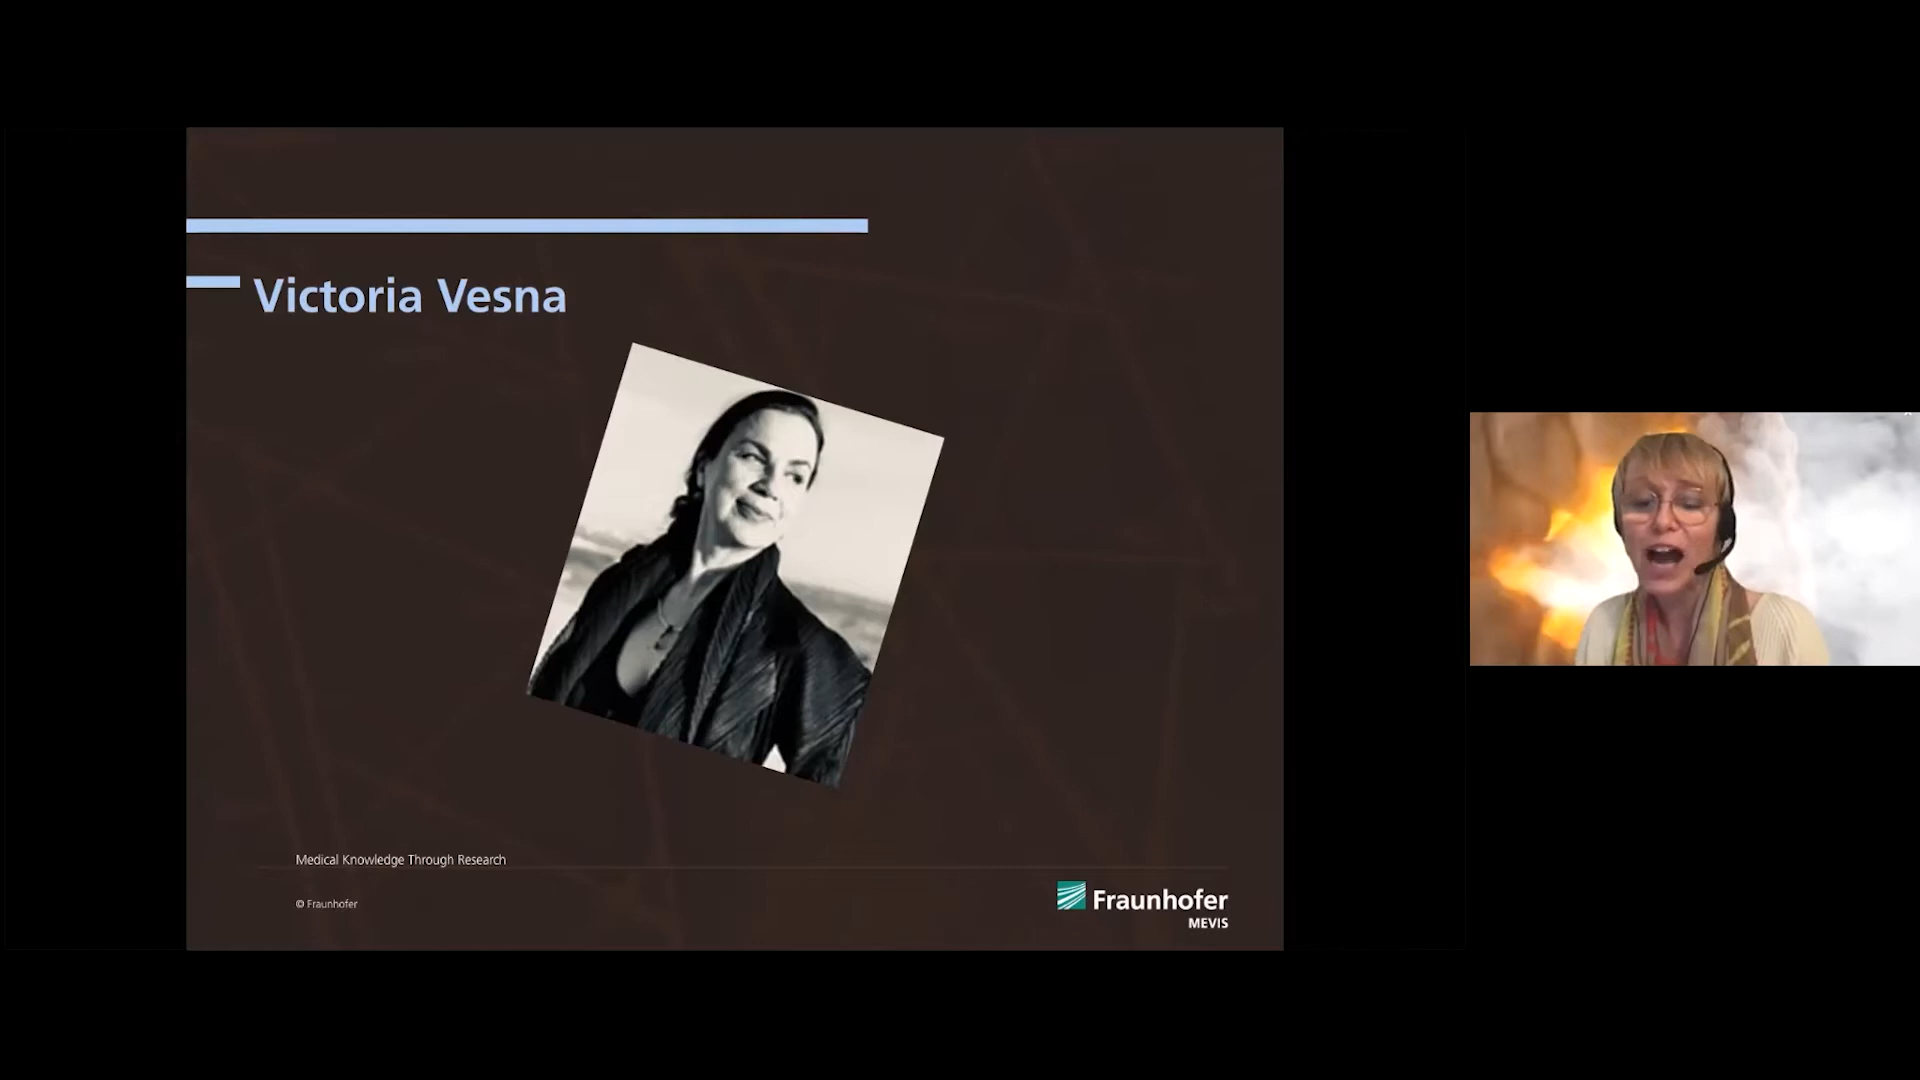 Victoria Vesna
Medical Knowledge Through Research
© Fraunhofer
Fraunhofer
MEVIS